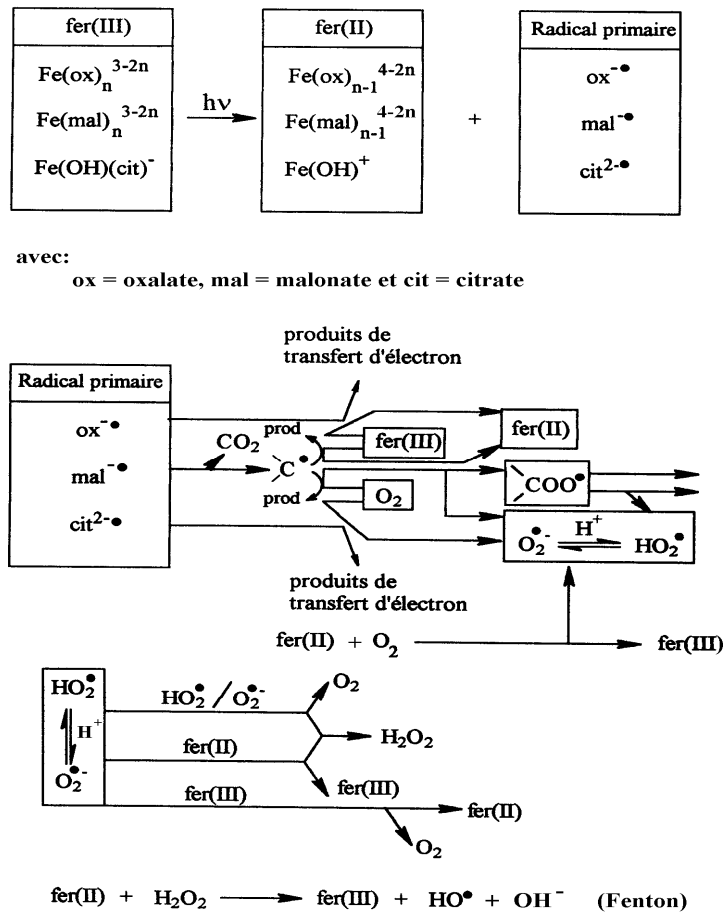 fer(III) fer(II) Radical primaire
Fe(ox)n3-2n Fe(ox)n-14-2n ox-•
Fe(mal)n3-2n hν Fe(mal)n-14-2n + mal-•
Fe(OH)(cit)- Fe(OH)+ cit2-•
avec:
ox = oxalate, mal = malonate et cit = citrate
produits de
transfert d'électron
Radical primaire
ox-•
prod fer(III) fer(II)
CO2
mal-• C• COO•
prod O2
cit2-• O2•- H+ HO2•
produits de
transfert d'électron
fer(II) + O2 fer(III)
HO2• HO2•/O2•- O2
H+ H2O2
fer(II)
O2•-
fer(III) fer(III) fer(II)
O2
fer(II) + H2O2 fer(III) + HO• + OH- (Fenton)